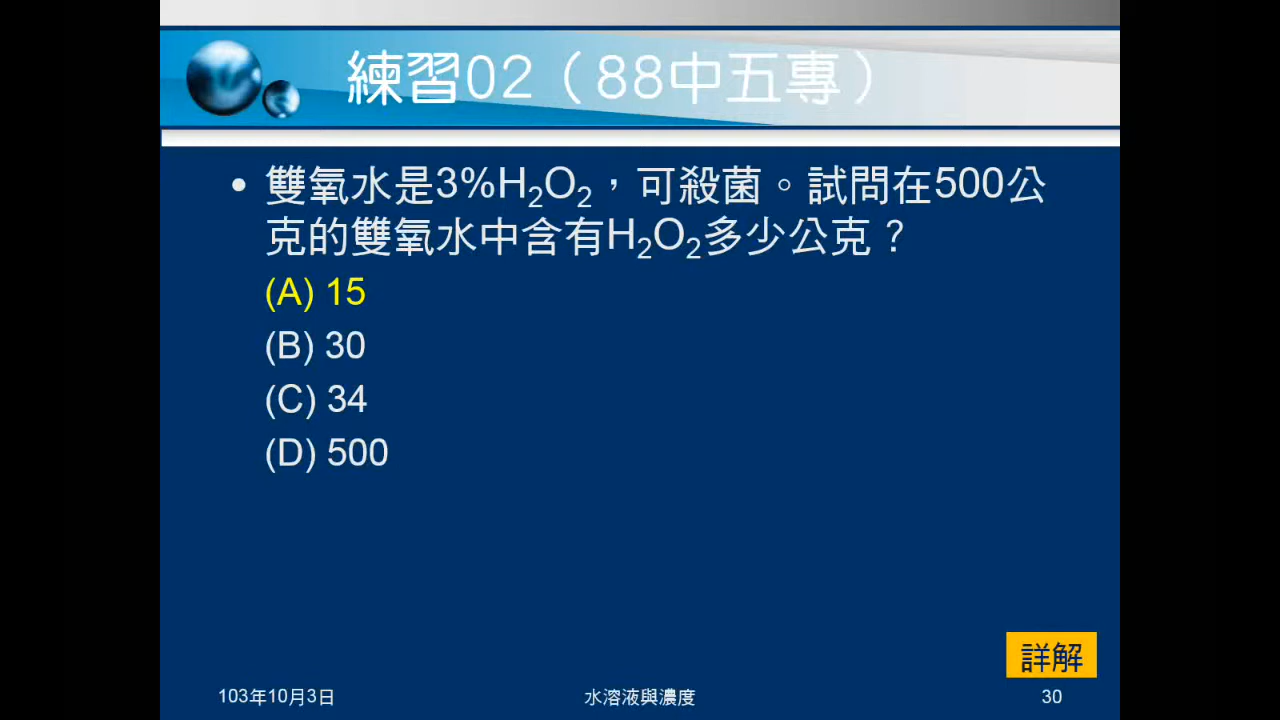 練習02（88中五專）
• 雙氧水是3%H₂O₂，可殺菌。試問在500公
克的雙氧水中含有H₂O₂多少公克？
(A) 15
(B) 30
(C) 34
(D) 500
詳解
103年10月3日
水溶液與濃度
30